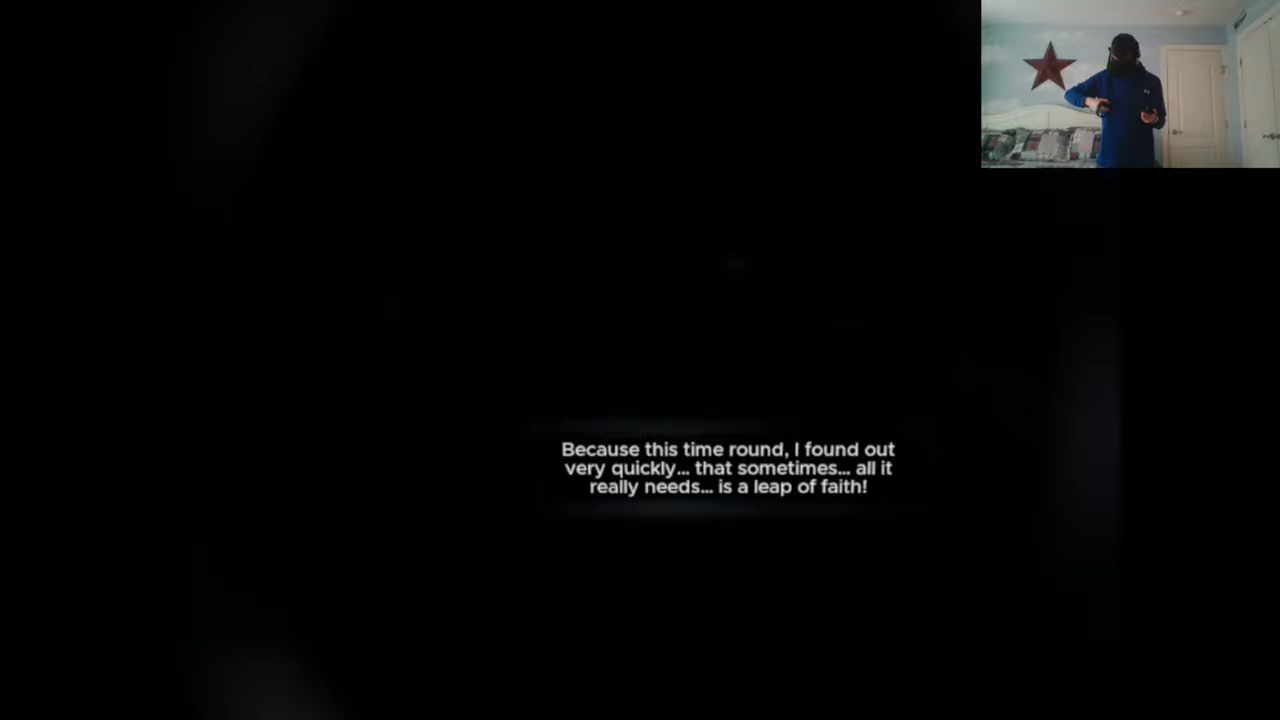 Because this time round, I found out
very quickly... that sometimes... all it
really needs... is a leap of faith!